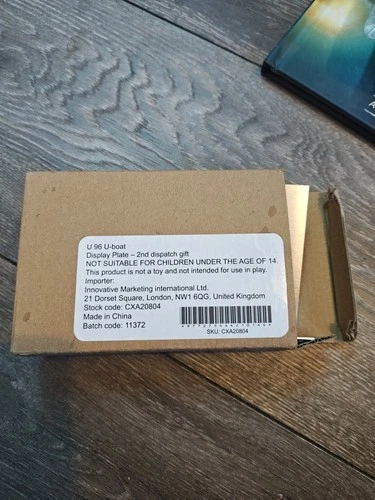 U 96 U-boat
Display Plate – 2nd dispatch gift
NOT SUITABLE FOR CHILDREN UNDER THE AGE OF 14.
This product is not a toy and not intended for use in play.
Importer:
Innovative Marketing international Ltd.
21 Dorset Square, London, NW1 6QG, United Kingdom
Stock code: CXA20804
Made in China
Batch code: 11372
SKU: CXA20804